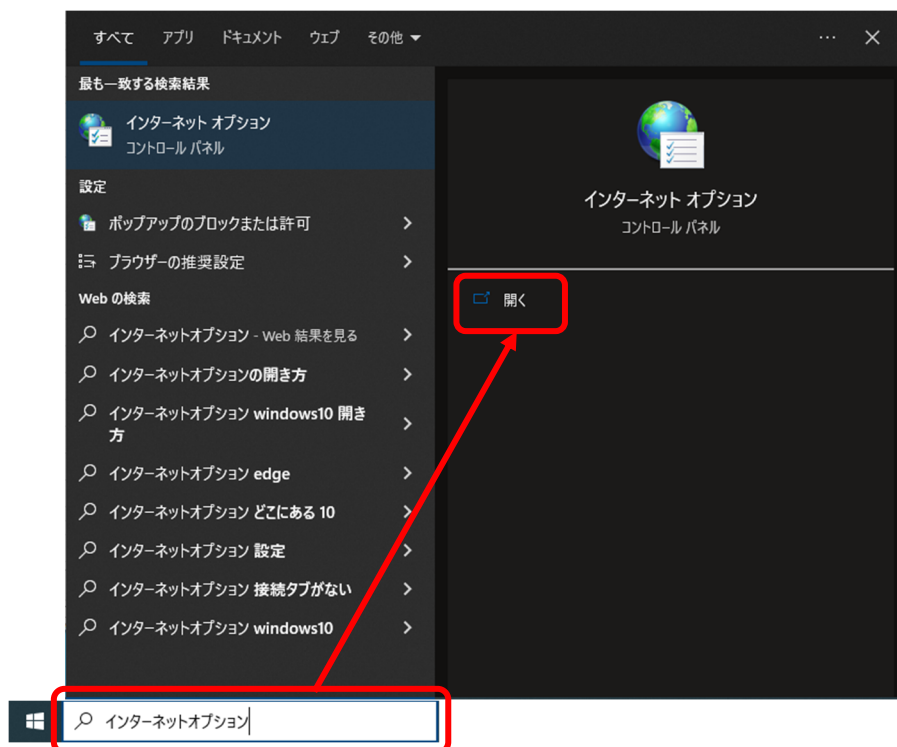 すべて アプリ ドキュメント ウェブ その他
最も一致する検索結果
インターネット オプション
コントロール パネル
設定
ポップアップのブロックまたは許可
ブラウザーの推奨設定
Web の検索
インターネットオプション - Web 結果を見る
インターネットオプションの開き方
インターネットオプション windows10 開き
方
インターネットオプション edge
インターネットオプション どこにある 10
インターネットオプション 設定
インターネットオプション 接続タブがない
インターネットオプション windows10
インターネット オプション
コントロール パネル
開く
インターネットオプション